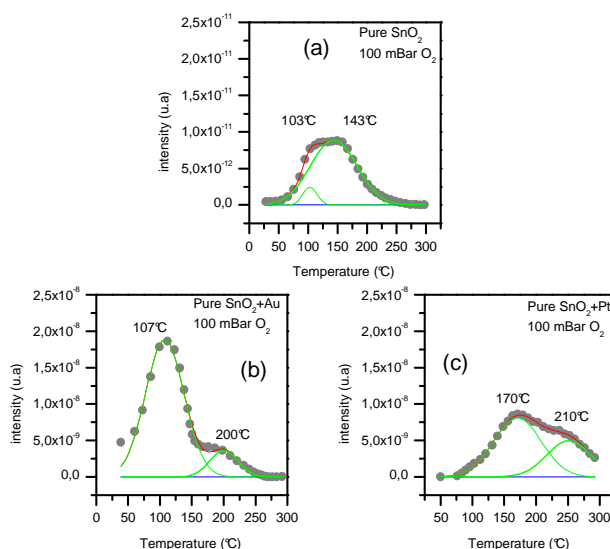 2,5x10⁻¹¹
2,0x10⁻¹¹
1,5x10⁻¹¹
1,0x10⁻¹¹
5,0x10⁻¹²
0,0
intensity (u.a)
(a)
Pure SnO₂
100 mBar O₂
103°C
143°C
0 50 100 150 200 250 300
Temperature (°C)
2,5x10⁻⁸
2,0x10⁻⁸
1,5x10⁻⁸
1,0x10⁻⁸
5,0x10⁻⁹
0,0
intensity (u.a)
Pure SnO₂+Au
100 mBar O₂
107°C
(b)
200°C
0 50 100 150 200 250 300
Temperature (°C)
2,5x10⁻⁸
2,0x10⁻⁸
1,5x10⁻⁸
1,0x10⁻⁸
5,0x10⁻⁹
0,0
intensity (u.a)
Pure SnO₂+Pt
100 mBar O₂
(c)
170°C
210°C
0 50 100 150 200 250 300
Temperature (°C)